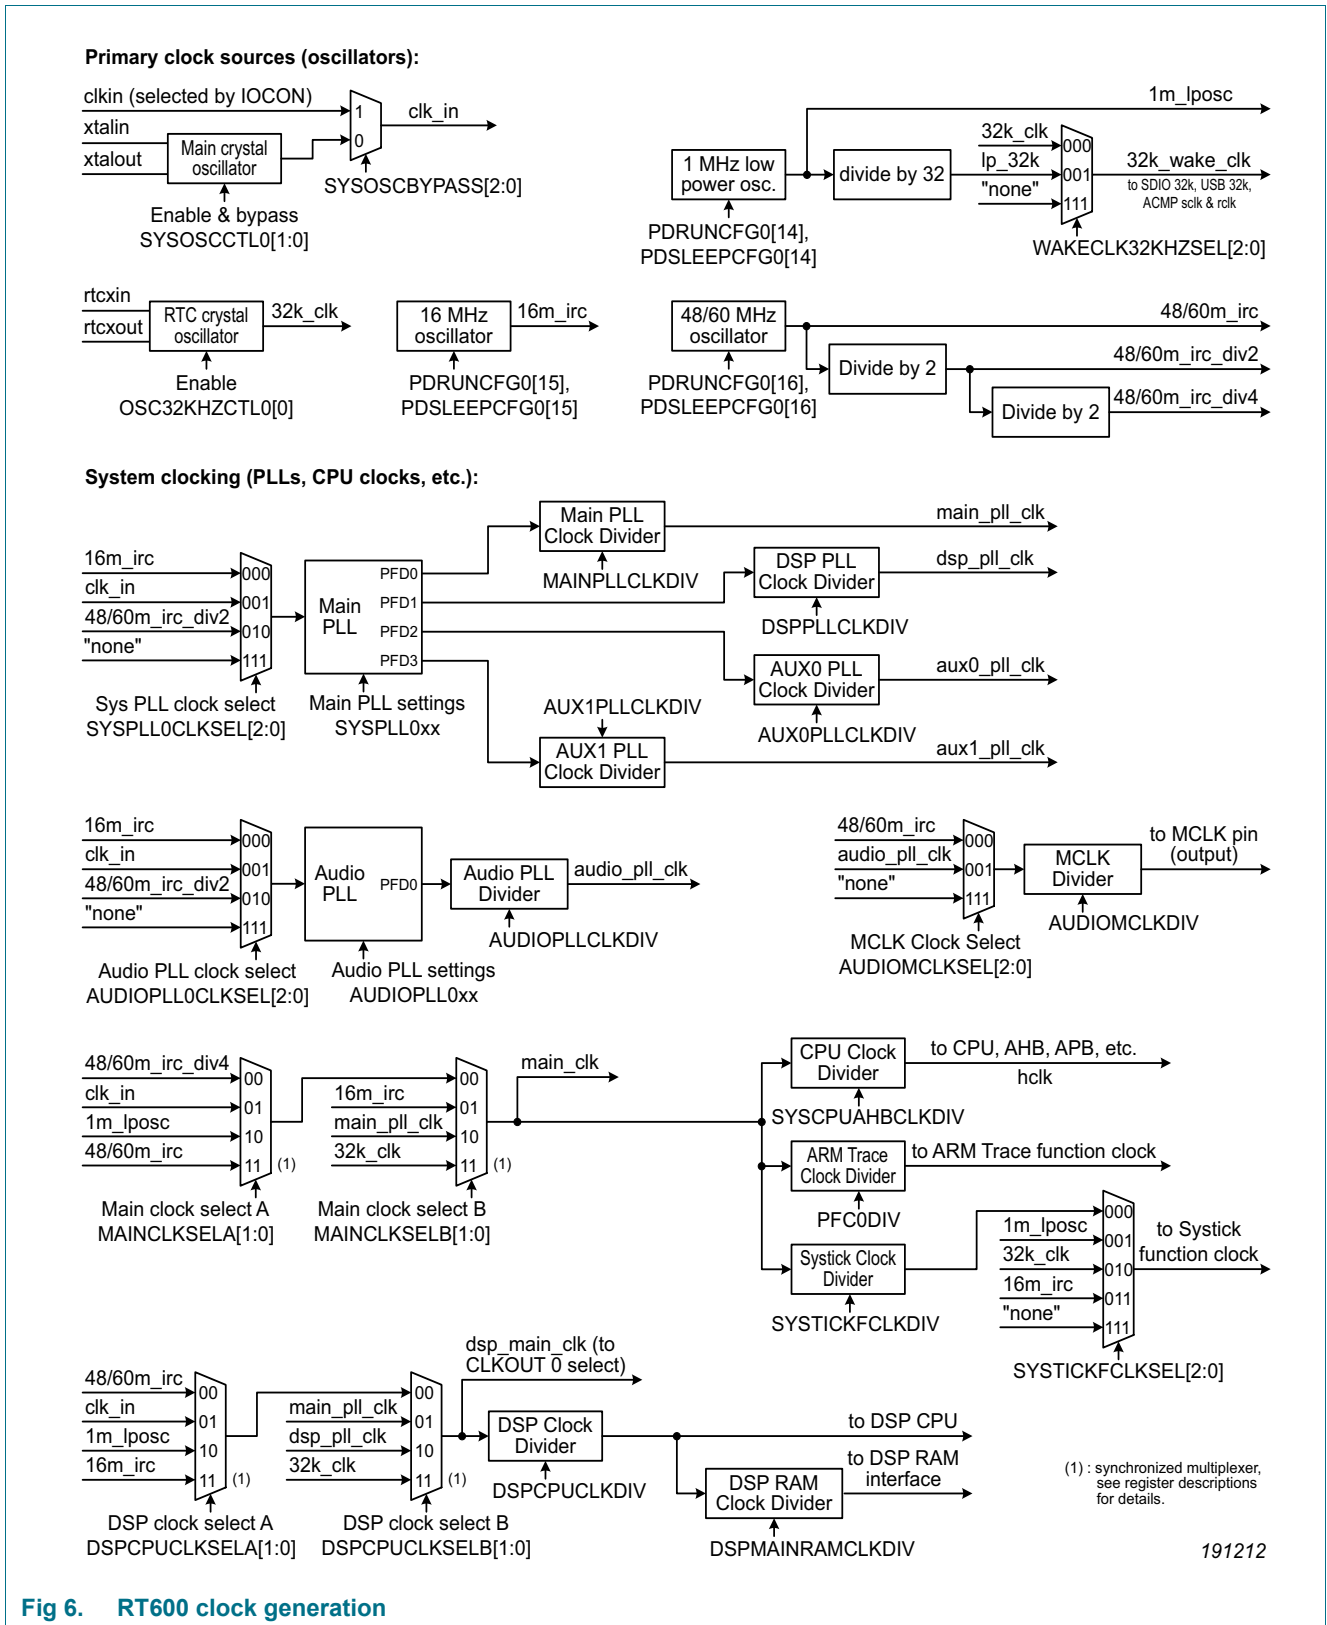 Primary clock sources (oscillators):
clkin (selected by IOCON)
xtalin
xtalout
Main crystal
oscillator
1
0
clk_in
SYSOSCBYPASS[2:0]
Enable & bypass
SYSOSCCTL0[1:0]
1 MHz low
power osc.
PDRUNCFG0[14],
PDSLEEPCFG0[14]
divide by 32
1m_lposc
32k_clk
lp_32k
"none"
000
001
111
32k_wake_clk
to SDIO 32k, USB 32k,
ACMP sclk & rclk
WAKECLK32KHZSEL[2:0]
rtcxin
rtcxout
RTC crystal
oscillator
32k_clk
Enable
OSC32KHZCTL0[0]
16 MHz
oscillator
16m_irc
PDRUNCFG0[15],
PDSLEEPCFG0[15]
48/60 MHz
oscillator
PDRUNCFG0[16],
PDSLEEPCFG0[16]
48/60m_irc
Divide by 2
48/60m_irc_div2
Divide by 2
48/60m_irc_div4
System clocking (PLLs, CPU clocks, etc.):
16m_irc
clk_in
48/60m_irc_div2
"none"
000
001
010
111
Sys PLL clock select
SYSPLL0CLKSEL[2:0]
Main
PLL
PFD0
PFD1
PFD2
PFD3
Main PLL settings
SYSPLL0xx
Main PLL
Clock Divider
MAINPLLCLKDIV
main_pll_clk
DSP PLL
Clock Divider
DSPPLLCLKDIV
dsp_pll_clk
AUX0 PLL
Clock Divider
AUX0PLLCLKDIV
aux0_pll_clk
AUX1PLLCLKDIV
AUX1 PLL
Clock Divider
aux1_pll_clk
16m_irc
clk_in
48/60m_irc_div2
"none"
000
001
010
111
Audio PLL clock select
AUDIOPLL0CLKSEL[2:0]
Audio
PLL
PFD0
Audio PLL settings
AUDIOPLL0xx
Audio PLL
Divider
AUDIOPLLCLKDIV
audio_pll_clk
48/60m_irc
audio_pll_clk
"none"
000
001
111
MCLK Clock Select
AUDIOMCLKSEL[2:0]
MCLK
Divider
AUDIOMCLKDIV
to MCLK pin
(output)
48/60m_irc_div4
clk_in
1m_lposc
48/60m_irc
00
01
10
11
(1)
Main clock select A
MAINCLKSELA[1:0]
16m_irc
main_pll_clk
32k_clk
00
01
10
11
(1)
Main clock select B
MAINCLKSELB[1:0]
main_clk
CPU Clock
Divider
SYSCPUAHBCLKDIV
to CPU, AHB, APB, etc.
hclk
ARM Trace
Clock Divider
PFC0DIV
to ARM Trace function clock
Systick Clock
Divider
SYSTICKFCLKDIV
1m_lposc
32k_clk
16m_irc
"none"
000
001
010
011
111
SYSTICKFCLKSEL[2:0]
to Systick
function clock
48/60m_irc
clk_in
1m_lposc
16m_irc
00
01
10
11
(1)
DSP clock select A
DSPCPUCLKSELA[1:0]
main_pll_clk
dsp_pll_clk
32k_clk
00
01
10
11
(1)
DSP clock select B
DSPCPUCLKSELB[1:0]
dsp_main_clk (to
CLKOUT 0 select)
DSP Clock
Divider
DSPCPUCLKDIV
to DSP CPU
DSP RAM
Clock Divider
DSPMAINRAMCLKDIV
to DSP RAM
interface
(1) : synchronized multiplexer,
see register descriptions
for details.
191212
Fig 6. RT600 clock generation